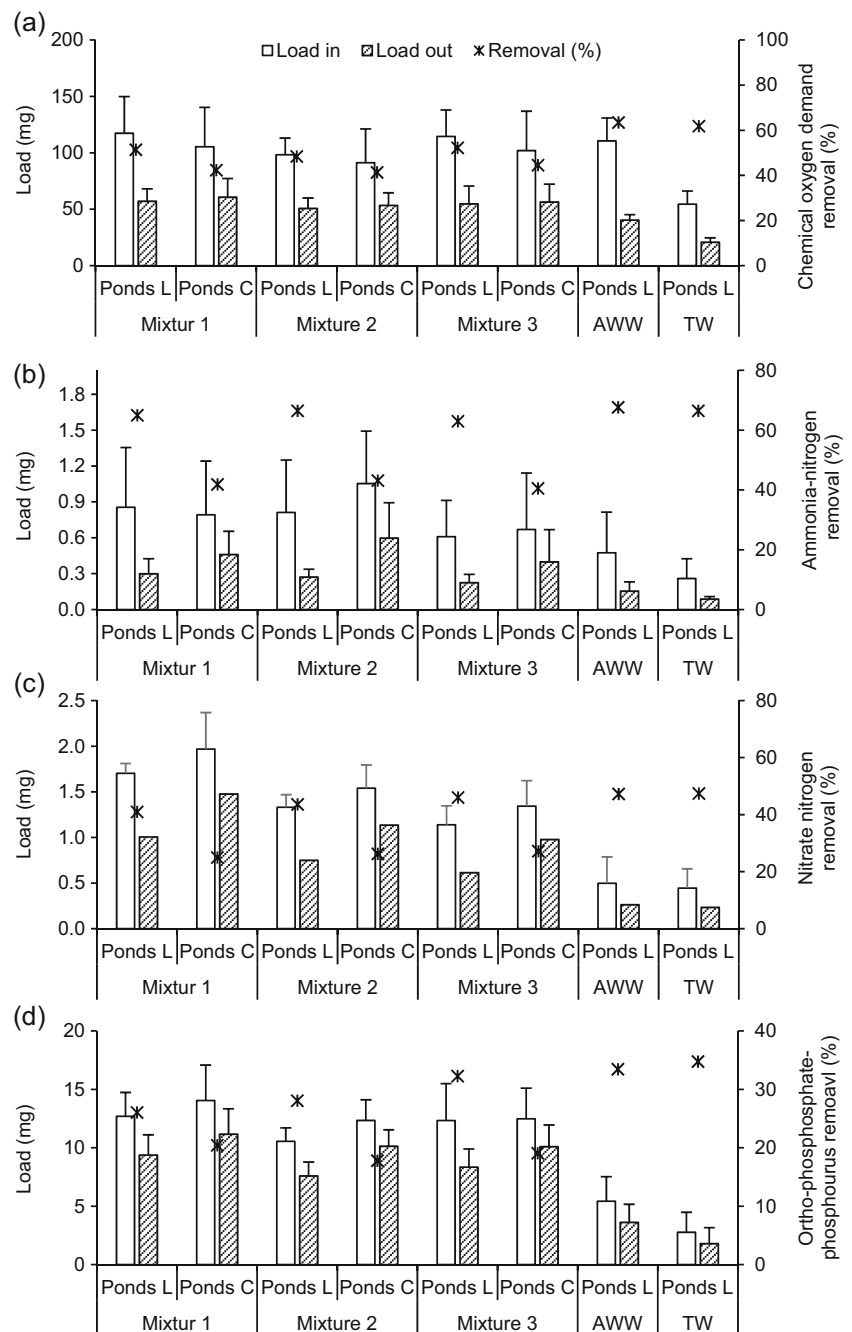 (a)
200
150
100
50
0
Load (mg)
Load in
Load out
Removal (%)
100
80
60
40
20
0
Chemical oxygen demand
removal (%)
Ponds L Ponds C Ponds L Ponds C Ponds L Ponds C Ponds L Ponds L
Mixtur 1 Mixture 2 Mixture 3 AWW TW
(b)
1.8
1.5
1.2
0.9
0.6
0.3
0.0
Load (mg)
80
60
40
20
0
Ammonia-nitrogen
removal (%)
Ponds L Ponds C Ponds L Ponds C Ponds L Ponds C Ponds L Ponds L
Mixtur 1 Mixture 2 Mixture 3 AWW TW
(c)
2.5
2.0
1.5
1.0
0.5
0.0
Load (mg)
80
60
40
20
0
Nitrate nitrogen
removal (%)
Ponds L Ponds C Ponds L Ponds C Ponds L Ponds C Ponds L Ponds L
Mixtur 1 Mixture 2 Mixture 3 AWW TW
(d)
20
15
10
5
0
Load (mg)
40
30
20
10
0
Ortho-phosphosphate-
phosphourus remoavl (%)
Ponds L Ponds C Ponds L Ponds C Ponds L Ponds C Ponds L Ponds L
Mixtur 1 Mixture 2 Mixture 3 AWW TW